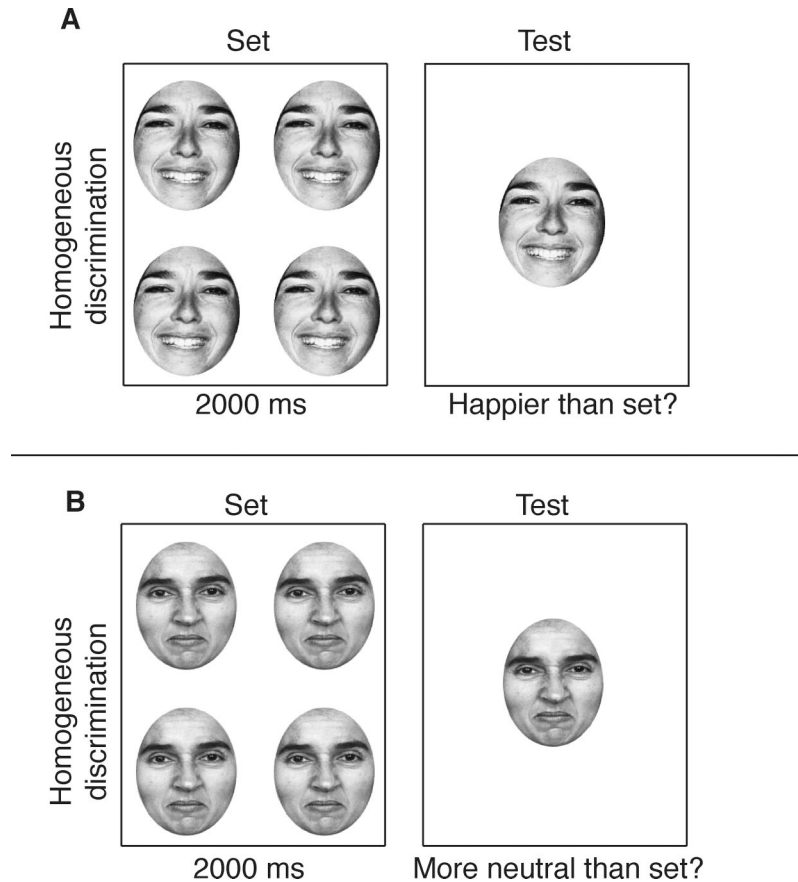 A
Set
Test
Homogeneous
discrimination
2000 ms
Happier than set?
B
Set
Test
Homogeneous
discrimination
2000 ms
More neutral than set?